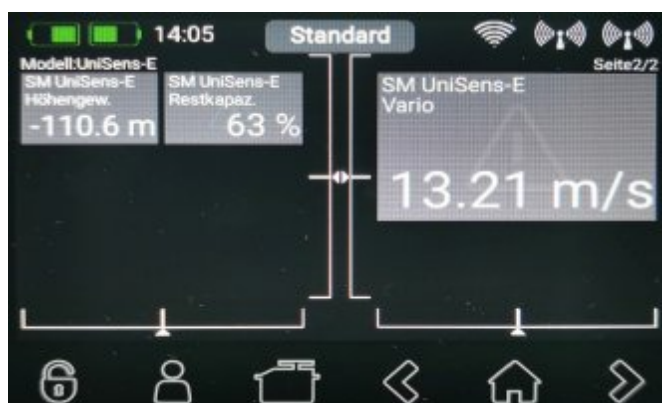 14:05
Standard
Modell:UniSens-E
Seite2/2
SM UniSens-E
Höhengew.
-110.6 m
SM UniSens-E
Restkapaz.
63 %
SM UniSens-E
Vario
13.21 m/s